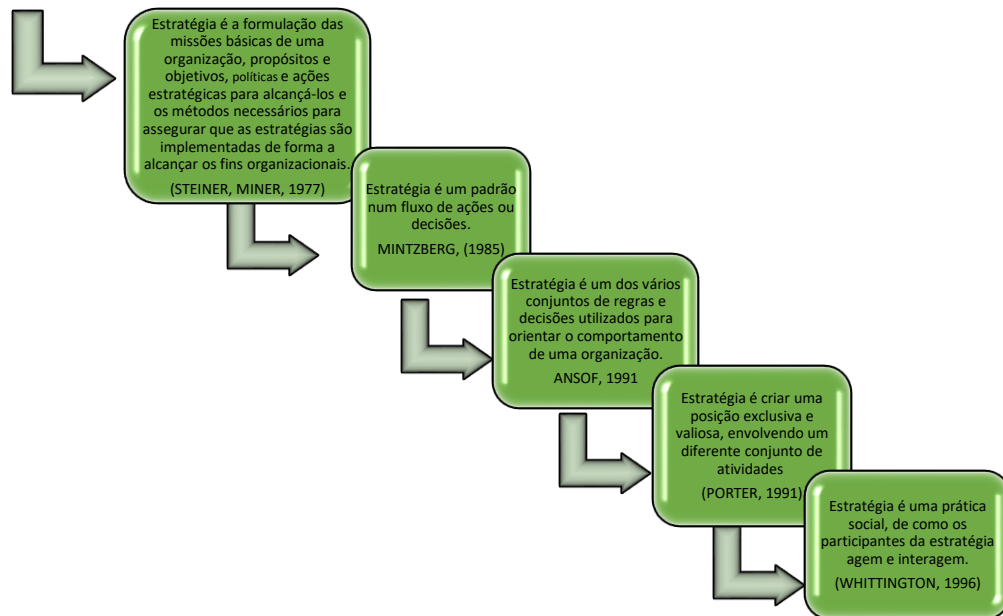 Estratégia é a formulação das
missões básicas de uma
organização, propósitos e
objetivos, políticas e ações
estratégicas para alcançá-los e
os métodos necessários para
assegurar que as estratégias são
implementadas de forma a
alcançar os fins organizacionais.
(STEINER, MINER, 1977)
Estratégia é um padrão
num fluxo de ações ou
decisões.
MINTZBERG, (1985)
Estratégia é um dos vários
conjuntos de regras e
decisões utilizados para
orientar o comportamento
de uma organização.
ANSOF, 1991
Estratégia é criar uma
posição exclusiva e
valiosa, envolvendo um
diferente conjunto de
atividades
(PORTER, 1991)
Estratégia é uma prática
social, de como os
participantes da estratégia
agem e interagem.
(WHITTINGTON, 1996)